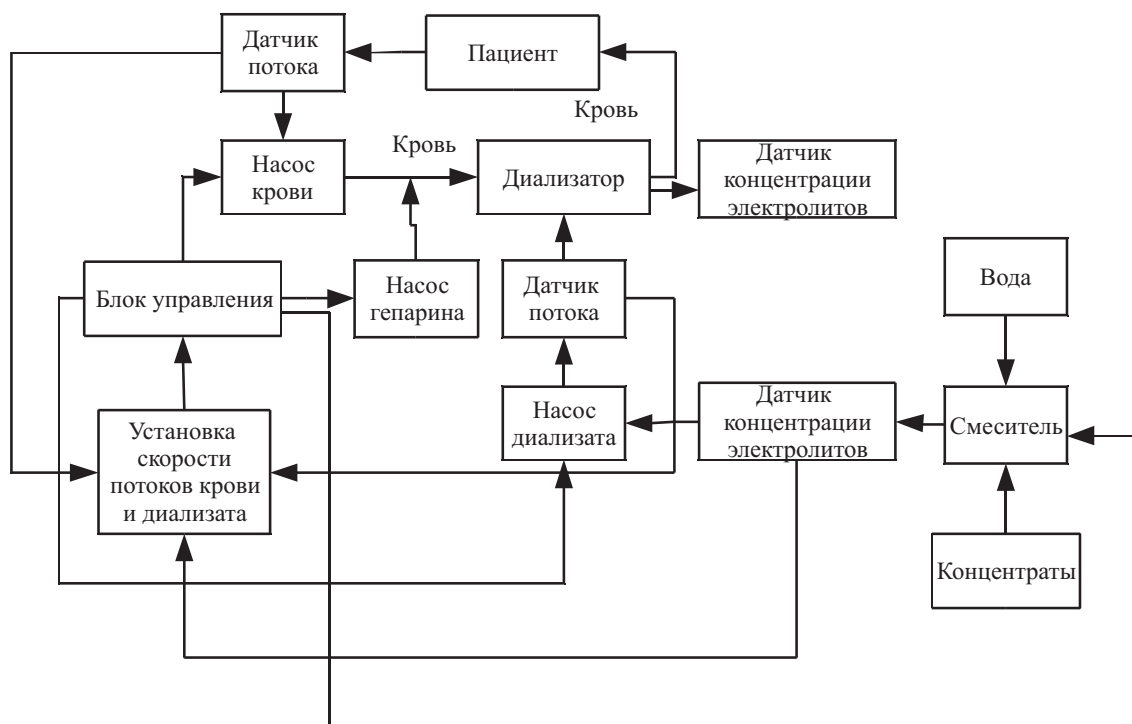 Датчик
потока
Пациент
Кровь
Насос
крови
Кровь
Диализатор
Датчик
концентрации
электролитов
Блок управления
Насос
гепарина
Датчик
потока
Вода
Установка
скорости
потоков крови
и диализата
Насос
диализата
Датчик
концентрации
электролитов
Смеситель
Концентраты